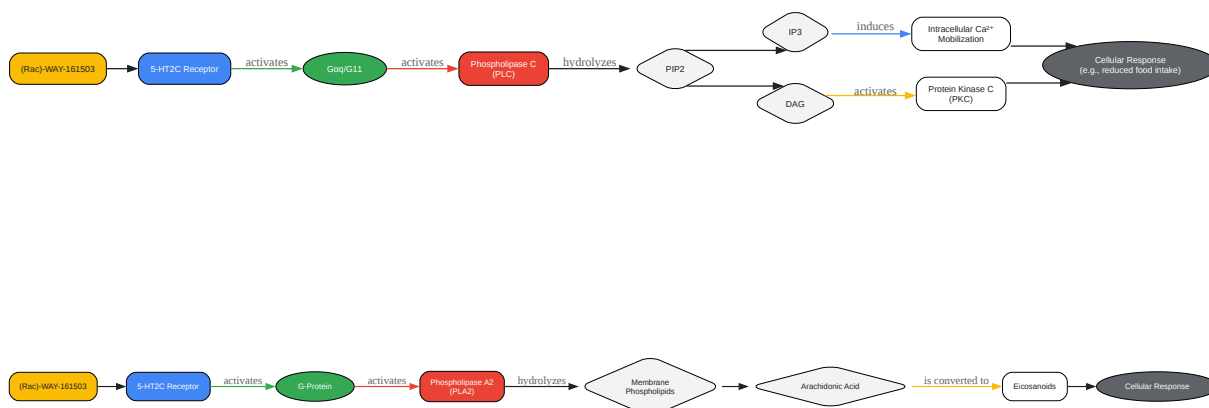 IP3
induces
Intracellular Ca²⁺
Mobilization
(Rac)-WAY-161503
5-HT2C Receptor
activates
Gαq/G11
activates
Phospholipase C
(PLC)
hydrolyzes
PIP2
DAG
activates
Protein Kinase C
(PKC)
Cellular Response
(e.g., reduced food intake)
(Rac)-WAY-161503
5-HT2C Receptor
activates
G-Protein
activates
Phospholipase A2
(PLA2)
hydrolyzes
Membrane
Phospholipids
Arachidonic Acid
is converted to
Eicosanoids
Cellular Response